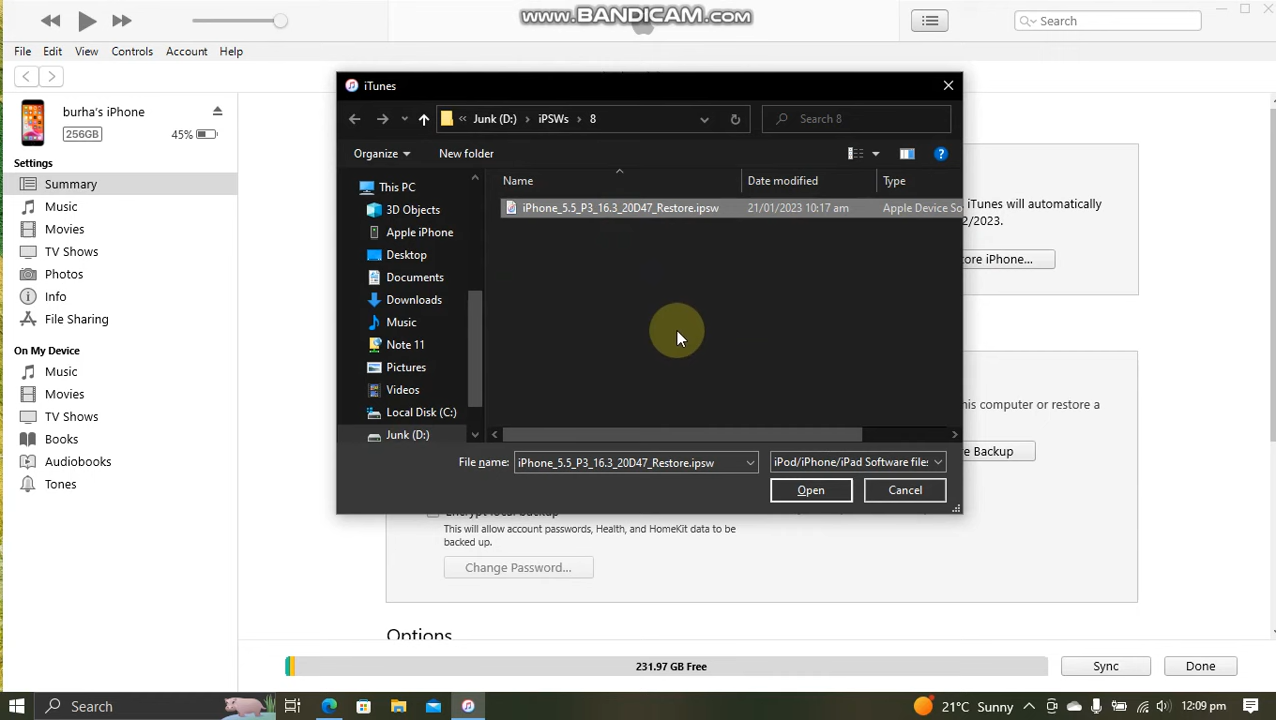 www.BANDICAM.com
Search
File Edit View Controls Account Help
burha's iPhone
256GB 45%
Settings
Summary
Music
Movies
TV Shows
Photos
Info
File Sharing
On My Device
Music
Movies
TV Shows
Books
Audiobooks
Tones
iTunes
« Junk (D:) › iPSWs › 8
Search 8
Organize New folder
This PC
3D Objects
Apple iPhone
Desktop
Documents
Downloads
Music
Note 11
Pictures
Videos
Local Disk (C:)
Junk (D:)
Name Date modified Type
iPhone_5.5_P3_16.3_20D47_Restore.ipsw 21/01/2023 10:17 am Apple Device So
File name: iPhone_5.5_P3_16.3_20D47_Restore.ipsw iPod/iPhone/iPad Software files
Open Cancel
iTunes will automatically
2/2023.
ore iPhone...
his computer or restore a
e Backup
This will allow account passwords, Health, and HomeKit data to be
backed up.
Change Password...
Options
231.97 GB Free
Sync Done
Search
21°C Sunny
12:09 pm